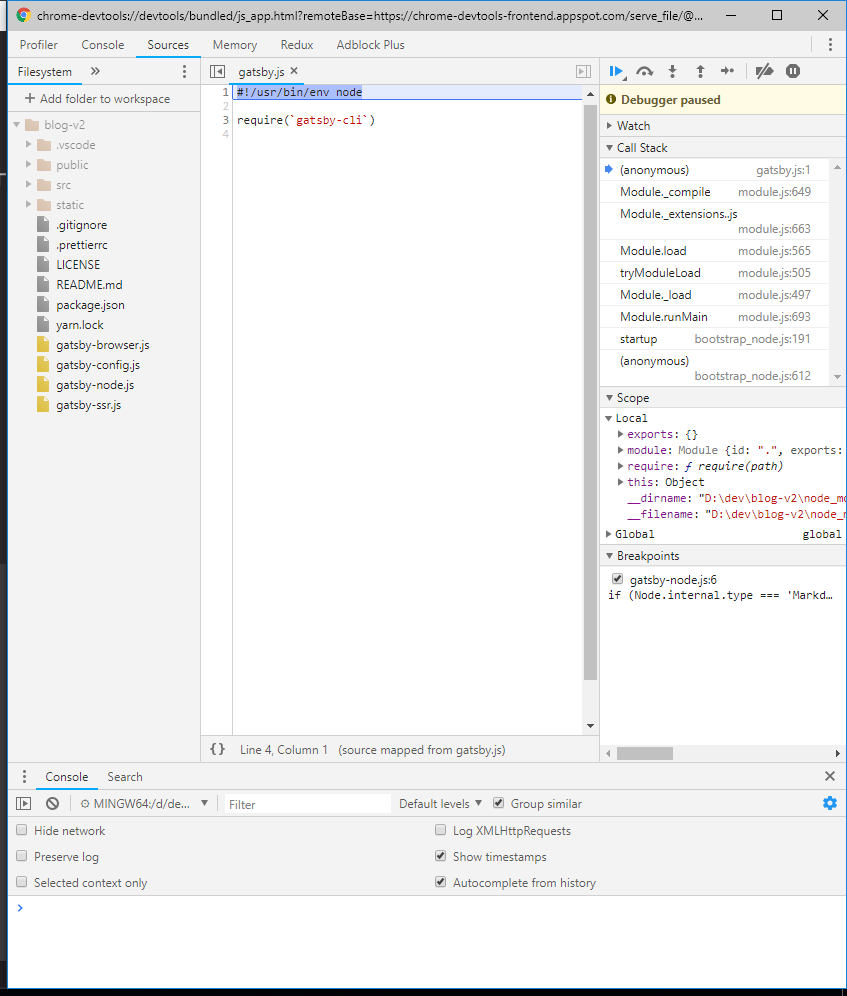 chrome-devtools://devtools/bundled/js_app.html?remoteBase=https://chrome-devtools-frontend.appspot.com/serve_file/@...
Profiler Console Sources Memory Redux Adblock Plus
Filesystem »
gatsby.js ×
+ Add folder to workspace
blog-v2
.vscode
public
src
static
.gitignore
.prettierrc
LICENSE
README.md
package.json
yarn.lock
gatsby-browser.js
gatsby-config.js
gatsby-node.js
gatsby-ssr.js
1 #!/usr/bin/env node
2
3 require(`gatsby-cli`)
4
{} Line 4, Column 1 (source mapped from gatsby.js)
Debugger paused
Watch
Call Stack
(anonymous) gatsby.js:1
Module._compile module.js:649
Module._extensions..js
module.js:663
Module.load module.js:565
tryModuleLoad module.js:505
Module._load module.js:497
Module.runMain module.js:693
startup bootstrap_node.js:191
(anonymous)
bootstrap_node.js:612
Scope
Local
exports: {}
module: Module {id: ".", exports:
require: ƒ require(path)
this: Object
__dirname: "D:\dev\blog-v2\node_mo
__filename: "D:\dev\blog-v2\node_m
Global global
Breakpoints
gatsby-node.js:6
if (Node.internal.type === 'Markd…
Console Search
MINGW64:/d/de... Filter Default levels Group similar
Hide network Log XMLHttpRequests
Preserve log Show timestamps
Selected context only Autocomplete from history
>